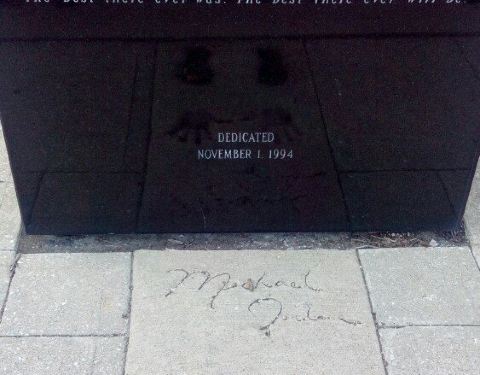 The best there ever was. The best there ever will be.
DEDICATED
NOVEMBER 1, 1994
Michael
Jordan